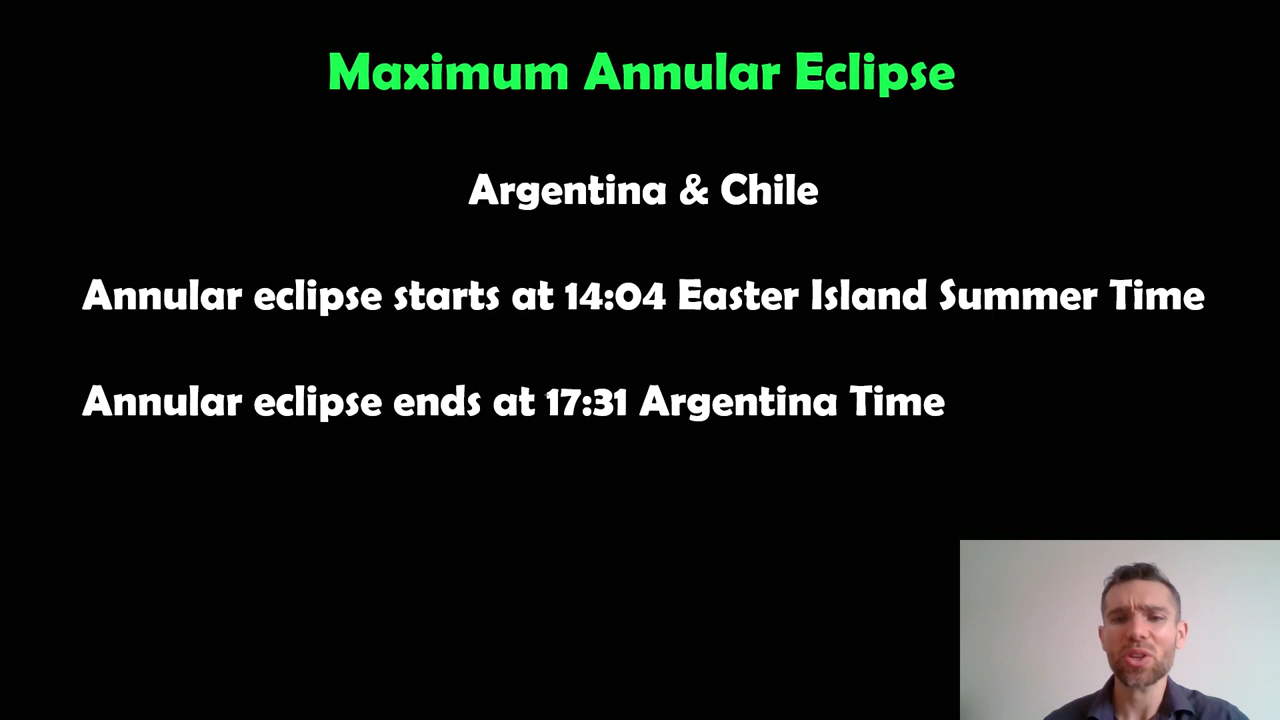 Maximum Annular Eclipse
Argentina & Chile
Annular eclipse starts at 14:04 Easter Island Summer Time
Annular eclipse ends at 17:31 Argentina Time